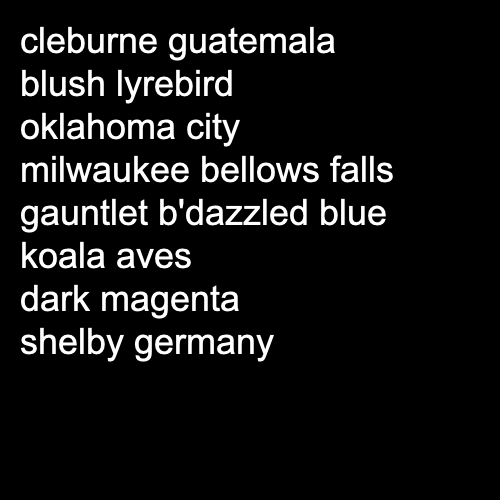 cleburne guatemala
blush lyrebird
oklahoma city
milwaukee bellows falls
gauntlet b'dazzled blue
koala aves
dark magenta
shelby germany